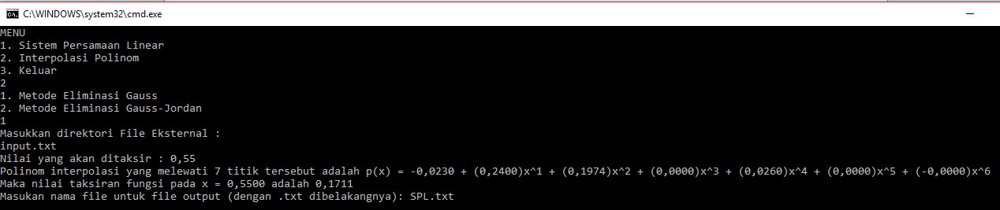 C:\WINDOWS\system32\cmd.exe
MENU
1. Sistem Persamaan Linear
2. Interpolasi Polinom
3. Keluar
2
1. Metode Eliminasi Gauss
2. Metode Eliminasi Gauss-Jordan
1
Masukkan direktori File Eksternal :
input.txt
Nilai yang akan ditaksir : 0,55
Polinom interpolasi yang melewati 7 titik tersebut adalah p(x) = -0,0230 + (0,2400)x^1 + (0,1974)x^2 + (0,0000)x^3 + (0,0260)x^4 + (0,0000)x^5 + (-0,0000)x^6
Maka nilai taksiran fungsi pada x = 0,5500 adalah 0,1711
Masukan nama file untuk file output (dengan .txt dibelakangnya): SPL.txt